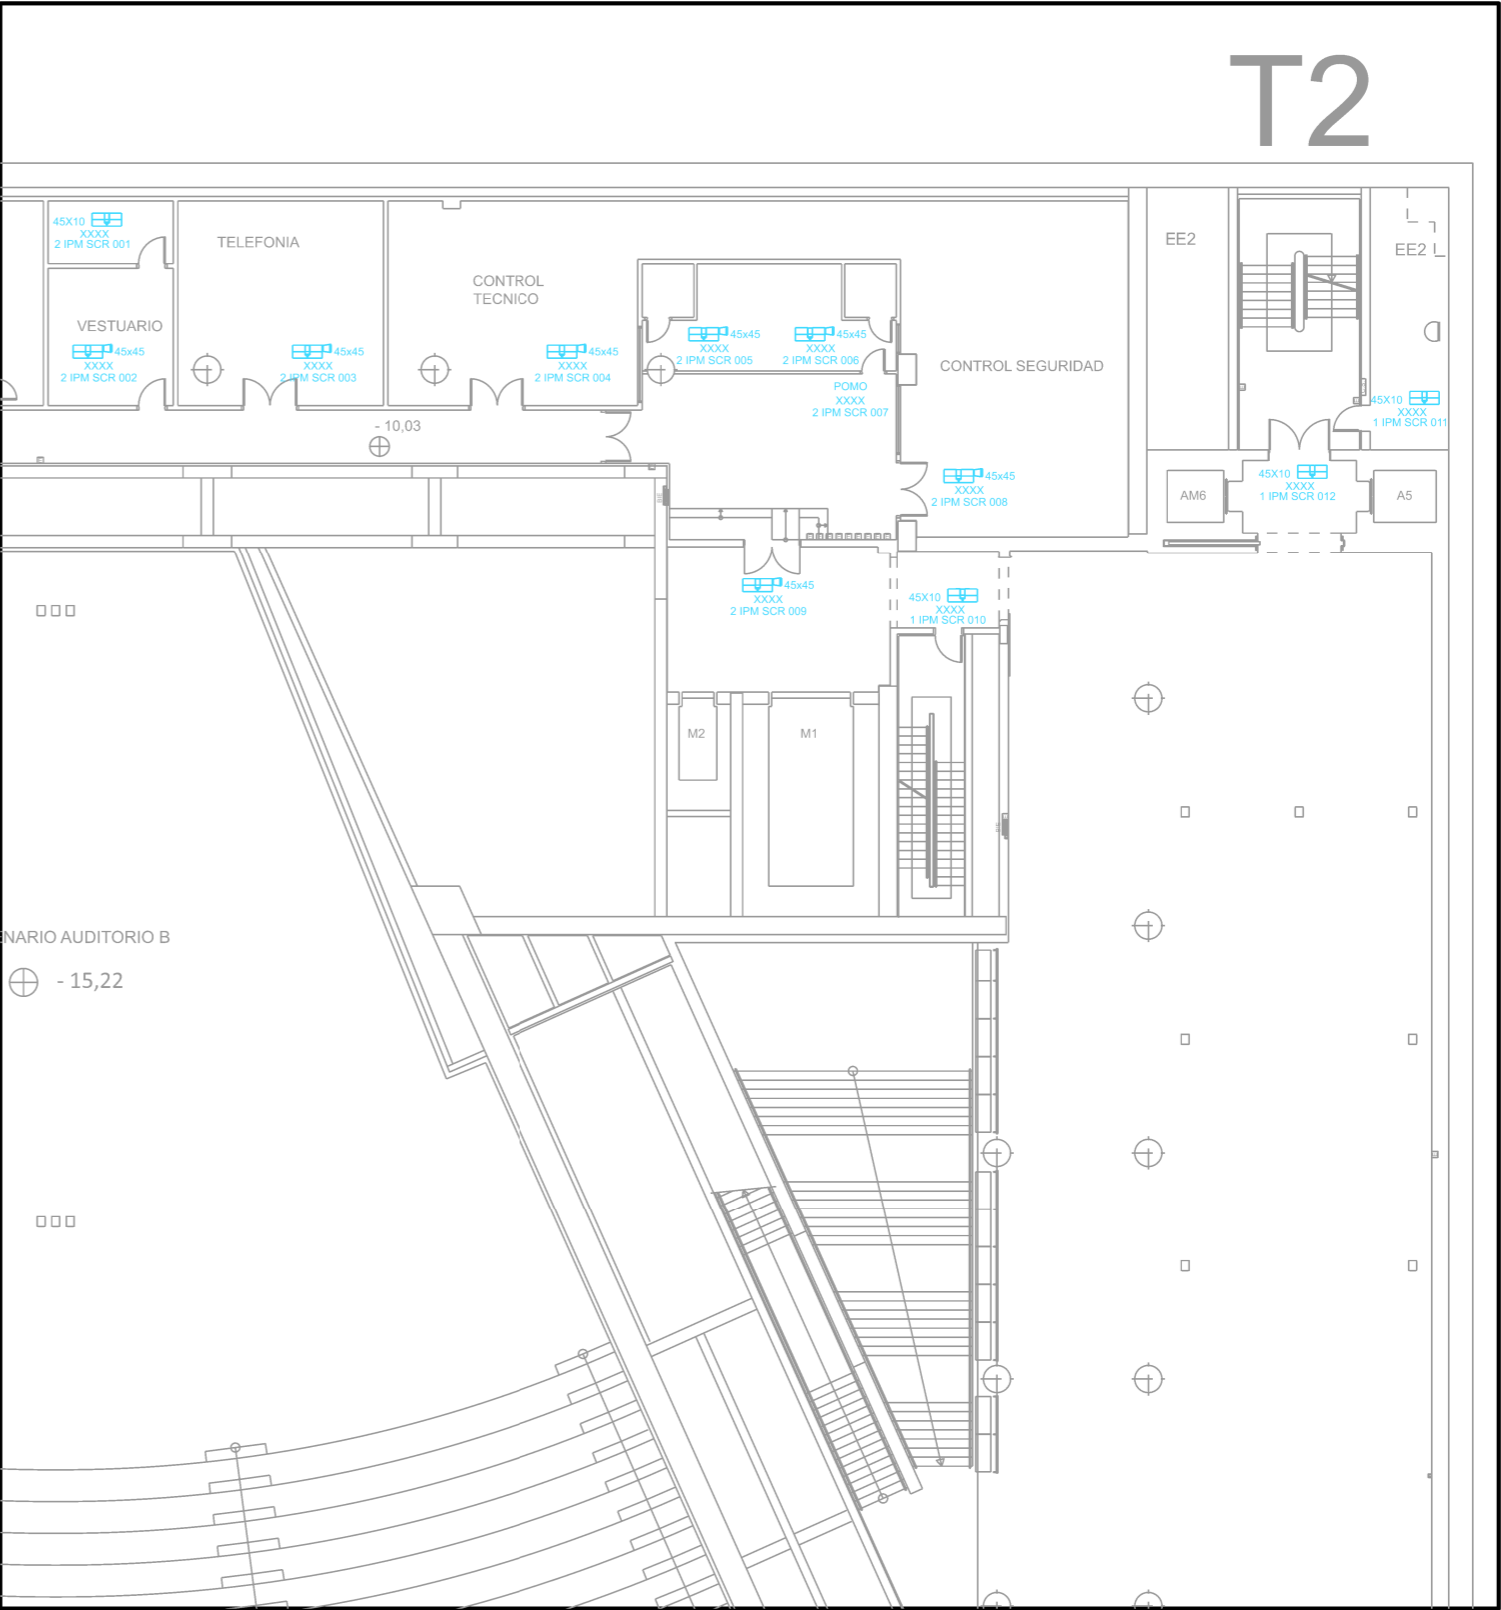 T2
45X10
XXXX
2 IPM SCR 001
TELEFONIA
CONTROL
TECNICO
VESTUARIO
45x45
XXXX
2 IPM SCR 002
45x45
XXXX
2 IPM SCR 003
45x45
XXXX
2 IPM SCR 004
45x45
XXXX
2 IPM SCR 005
45x45
XXXX
2 IPM SCR 006
POMO
XXXX
2 IPM SCR 007
CONTROL SEGURIDAD
EE2
EE2
- 10,03
45x45
XXXX
2 IPM SCR 008
45X10
XXXX
1 IPM SCR 011
45X10
XXXX
1 IPM SCR 012
AM6
A5
45x45
XXXX
2 IPM SCR 009
45X10
XXXX
1 IPM SCR 010
M2
M1
NARIO AUDITORIO B
- 15,22